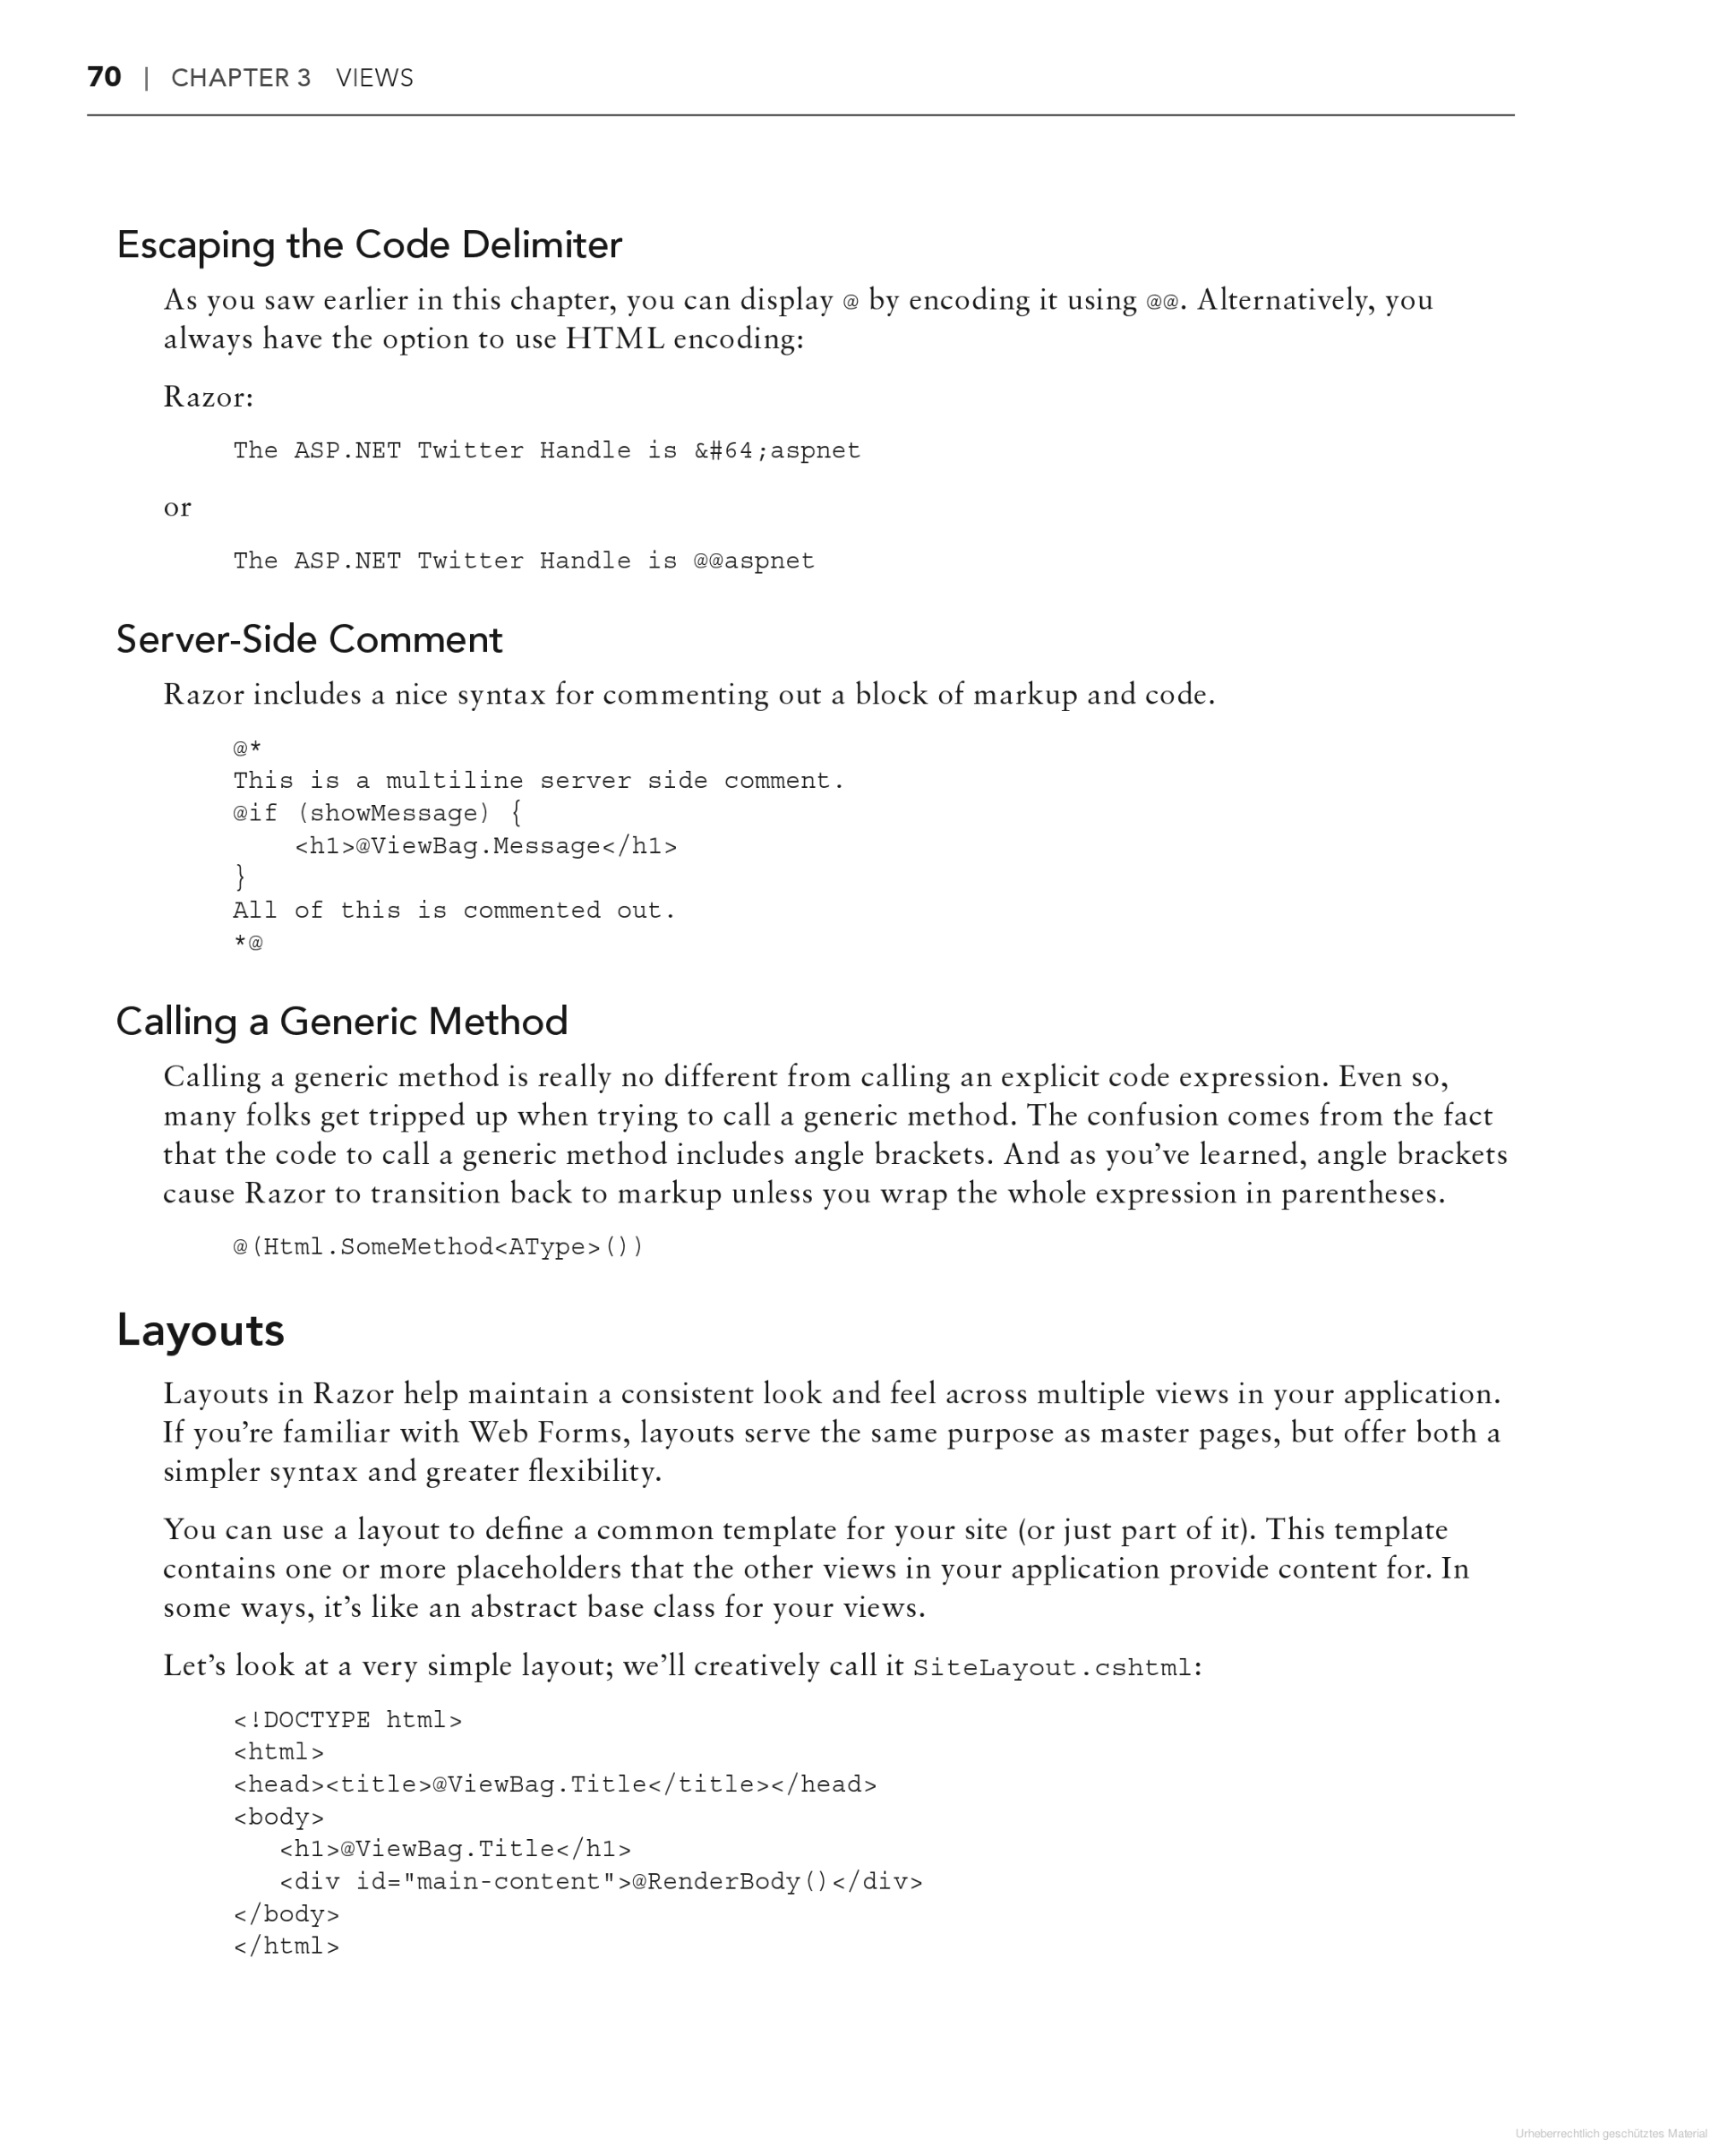 70 | CHAPTER 3 VIEWS
Escaping the Code Delimiter
As you saw earlier in this chapter, you can display @ by encoding it using @@. Alternatively, you
always have the option to use HTML encoding:
Razor:
The ASP.NET Twitter Handle is &#64;aspnet
or
The ASP.NET Twitter Handle is @@aspnet
Server-Side Comment
Razor includes a nice syntax for commenting out a block of markup and code.
@*
This is a multiline server side comment.
@if (showMessage) {
    <h1>@ViewBag.Message</h1>
}
All of this is commented out.
*@
Calling a Generic Method
Calling a generic method is really no different from calling an explicit code expression. Even so,
many folks get tripped up when trying to call a generic method. The confusion comes from the fact
that the code to call a generic method includes angle brackets. And as you’ve learned, angle brackets
cause Razor to transition back to markup unless you wrap the whole expression in parentheses.
@(Html.SomeMethod<AType>())
Layouts
Layouts in Razor help maintain a consistent look and feel across multiple views in your application.
If you’re familiar with Web Forms, layouts serve the same purpose as master pages, but offer both a
simpler syntax and greater flexibility.
You can use a layout to define a common template for your site (or just part of it). This template
contains one or more placeholders that the other views in your application provide content for. In
some ways, it’s like an abstract base class for your views.
Let’s look at a very simple layout; we’ll creatively call it SiteLayout.cshtml:
<!DOCTYPE html>
<html>
<head><title>@ViewBag.Title</title></head>
<body>
   <h1>@ViewBag.Title</h1>
   <div id="main-content">@RenderBody()</div>
</body>
</html>
Urheberrechtlich geschütztes Material